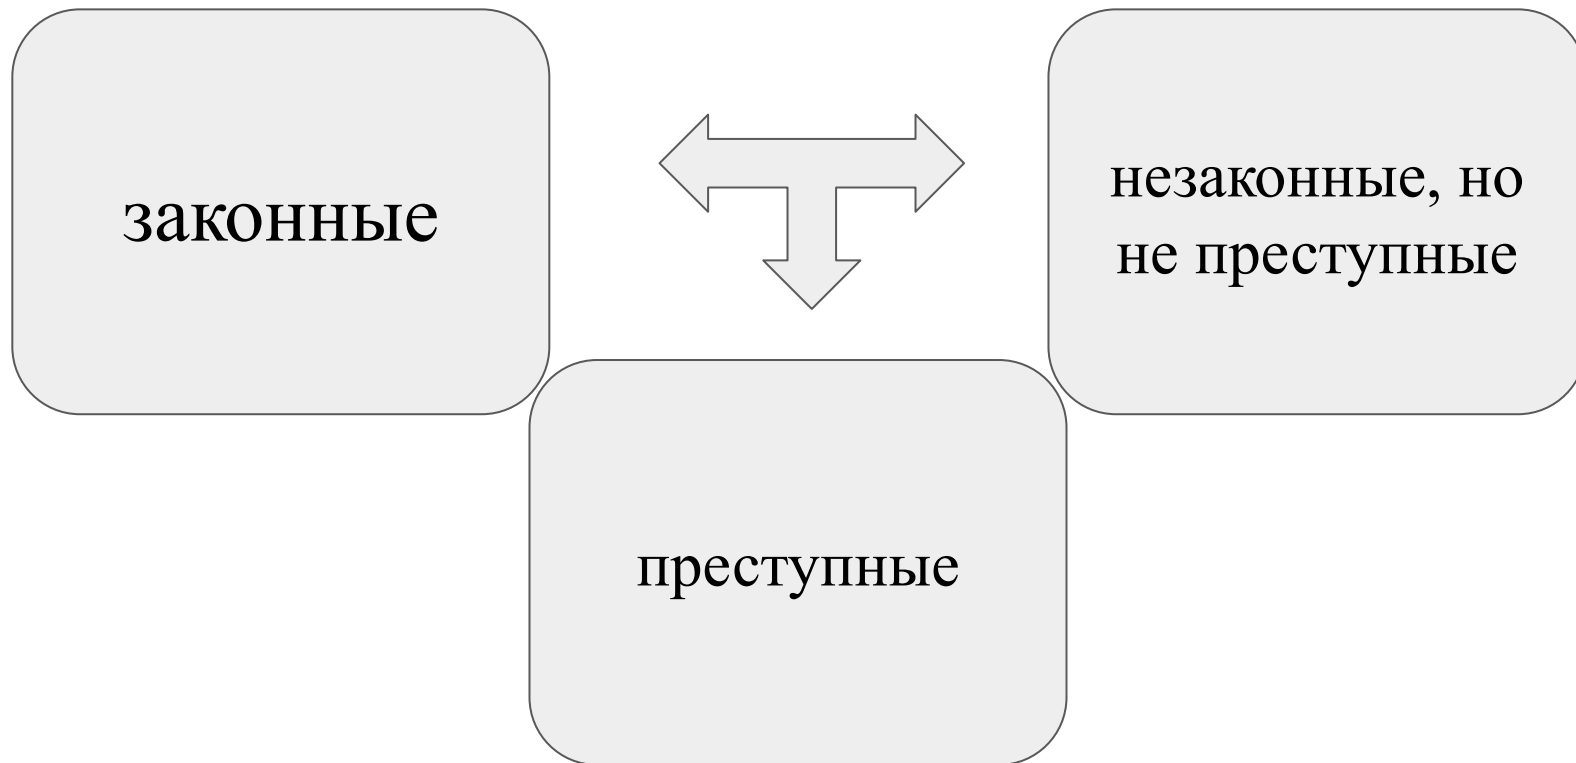 законные
незаконные, но
не преступные
преступные